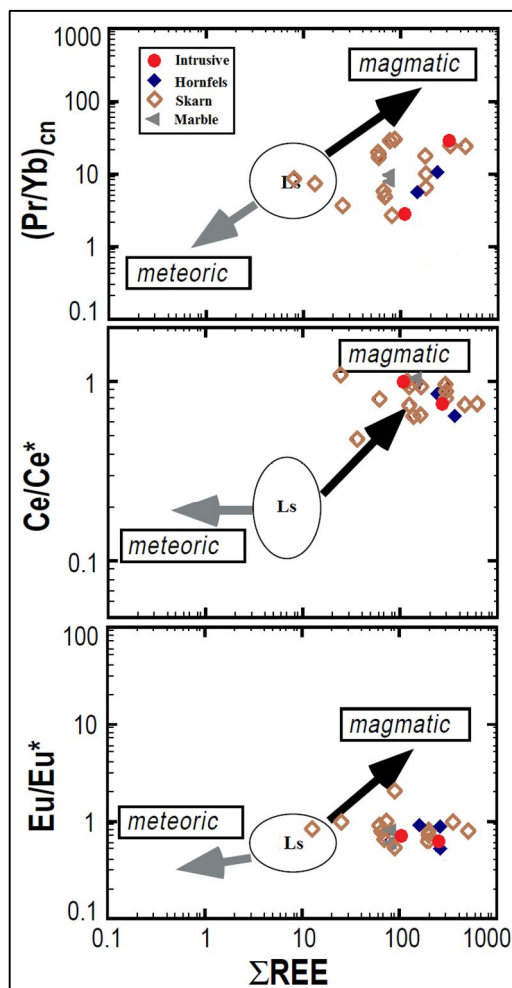 1000
100
10
1
0.1
(Pr/Yb)cn
Intrusive
Hornfels
Skarn
Marble
magmatic
Ls
meteoric
1
0.1
Ce/Ce*
magmatic
Ls
meteoric
100
10
1
0.1
Eu/Eu*
magmatic
meteoric
Ls
0.1
1
10
100
1000
ΣREE